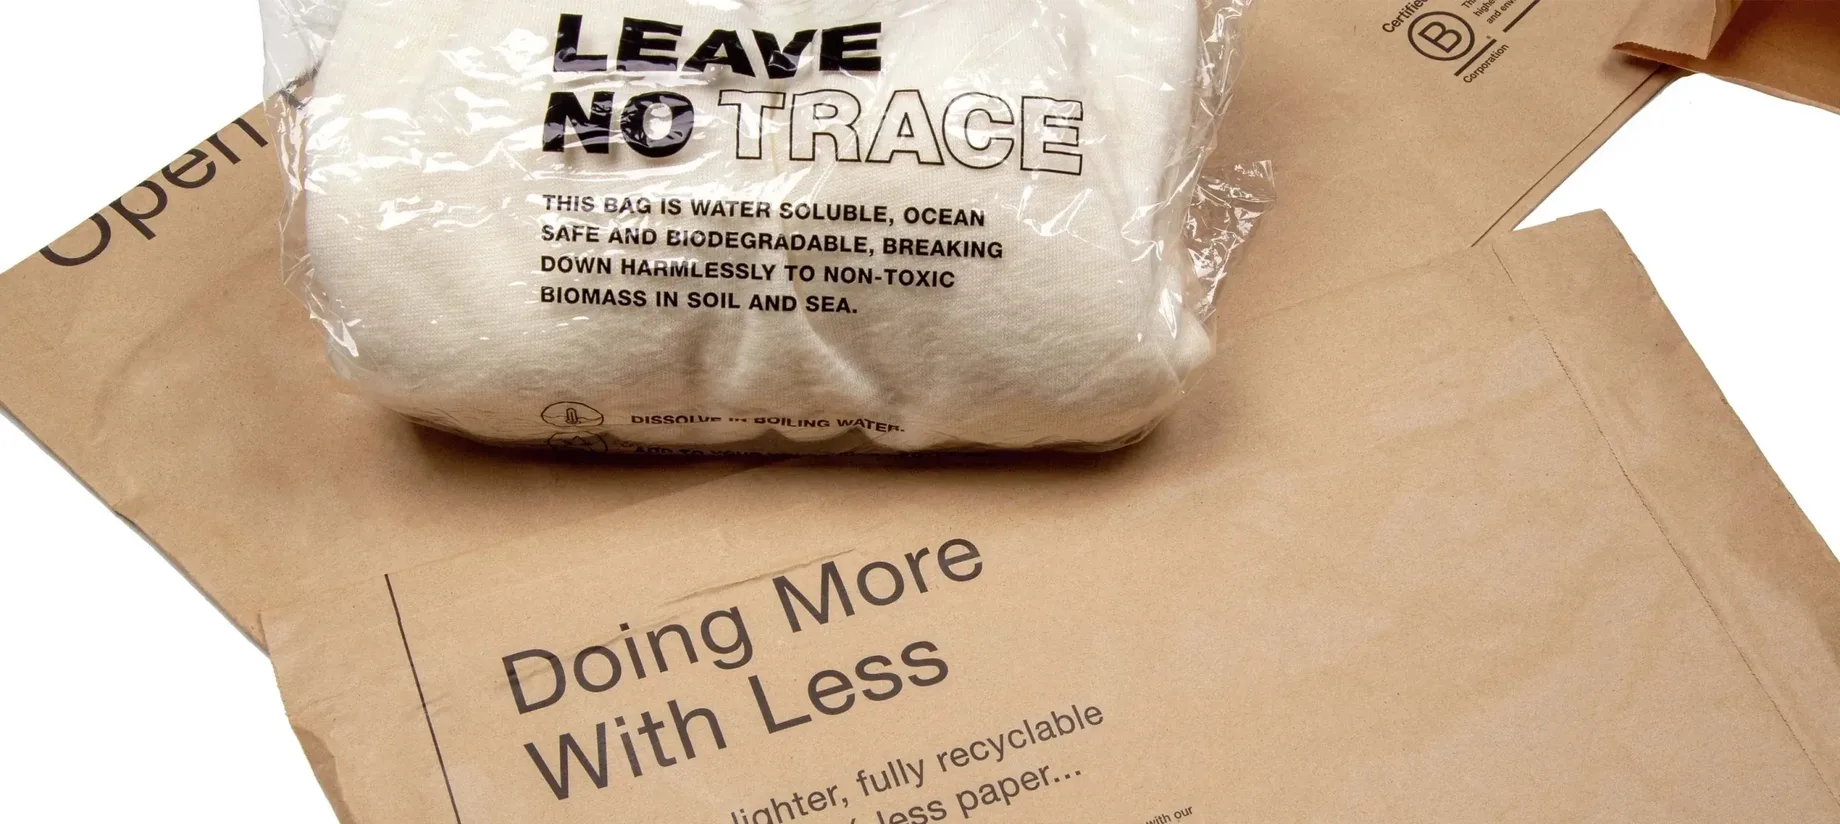 LEAVE
NO TRACE
THIS BAG IS WATER SOLUBLE, OCEAN
SAFE AND BIODEGRADABLE, BREAKING
DOWN HARMLESSLY TO NON-TOXIC
BIOMASS IN SOIL AND SEA.
DISSOLVE IN BOILING WATER.
Open
Certified
B
Corporation
Doing More
With Less
lighter, fully recyclable
less paper...
with our